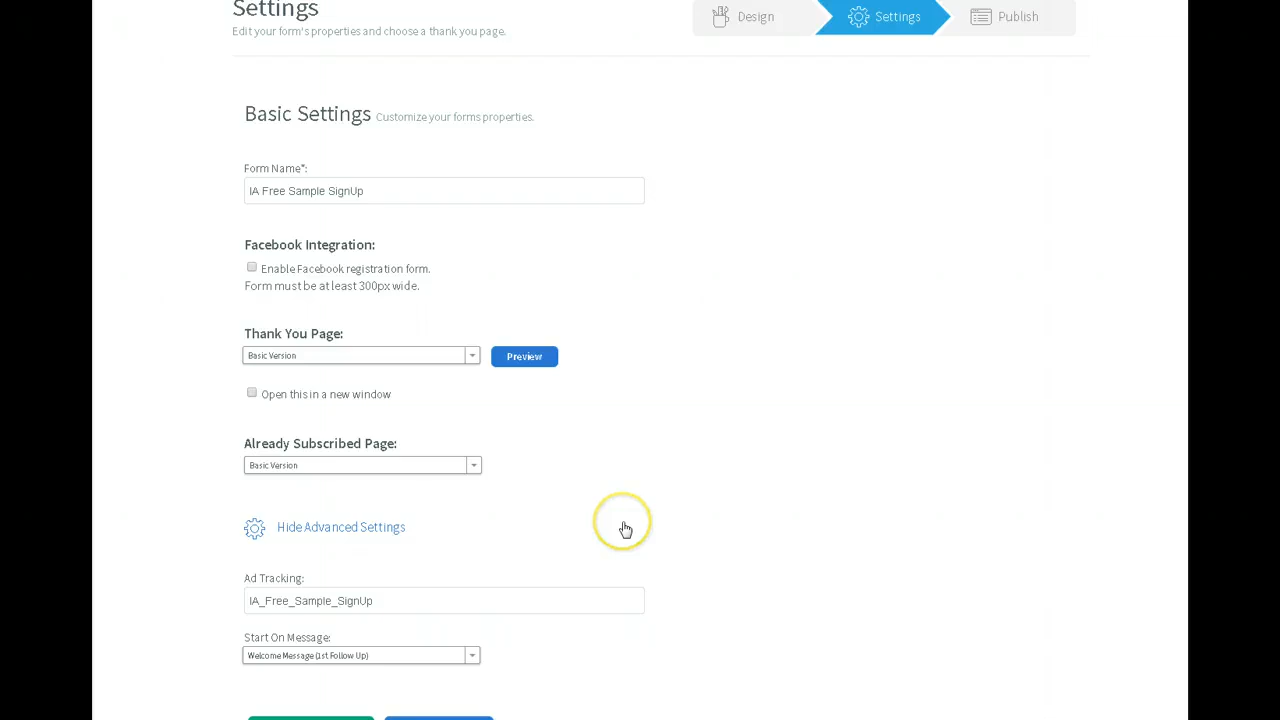 Settings
Edit your form's properties and choose a thank you page.
Design
Settings
Publish
Basic Settings Customize your forms properties.
Form Name*:
IA Free Sample SignUp
Facebook Integration:
Enable Facebook registration form.
Form must be at least 300px wide.
Thank You Page:
Basic Version
Preview
Open this in a new window
Already Subscribed Page:
Basic Version
Hide Advanced Settings
Ad Tracking:
IA_Free_Sample_SignUp
Start On Message:
Welcome Message (1st Follow Up)